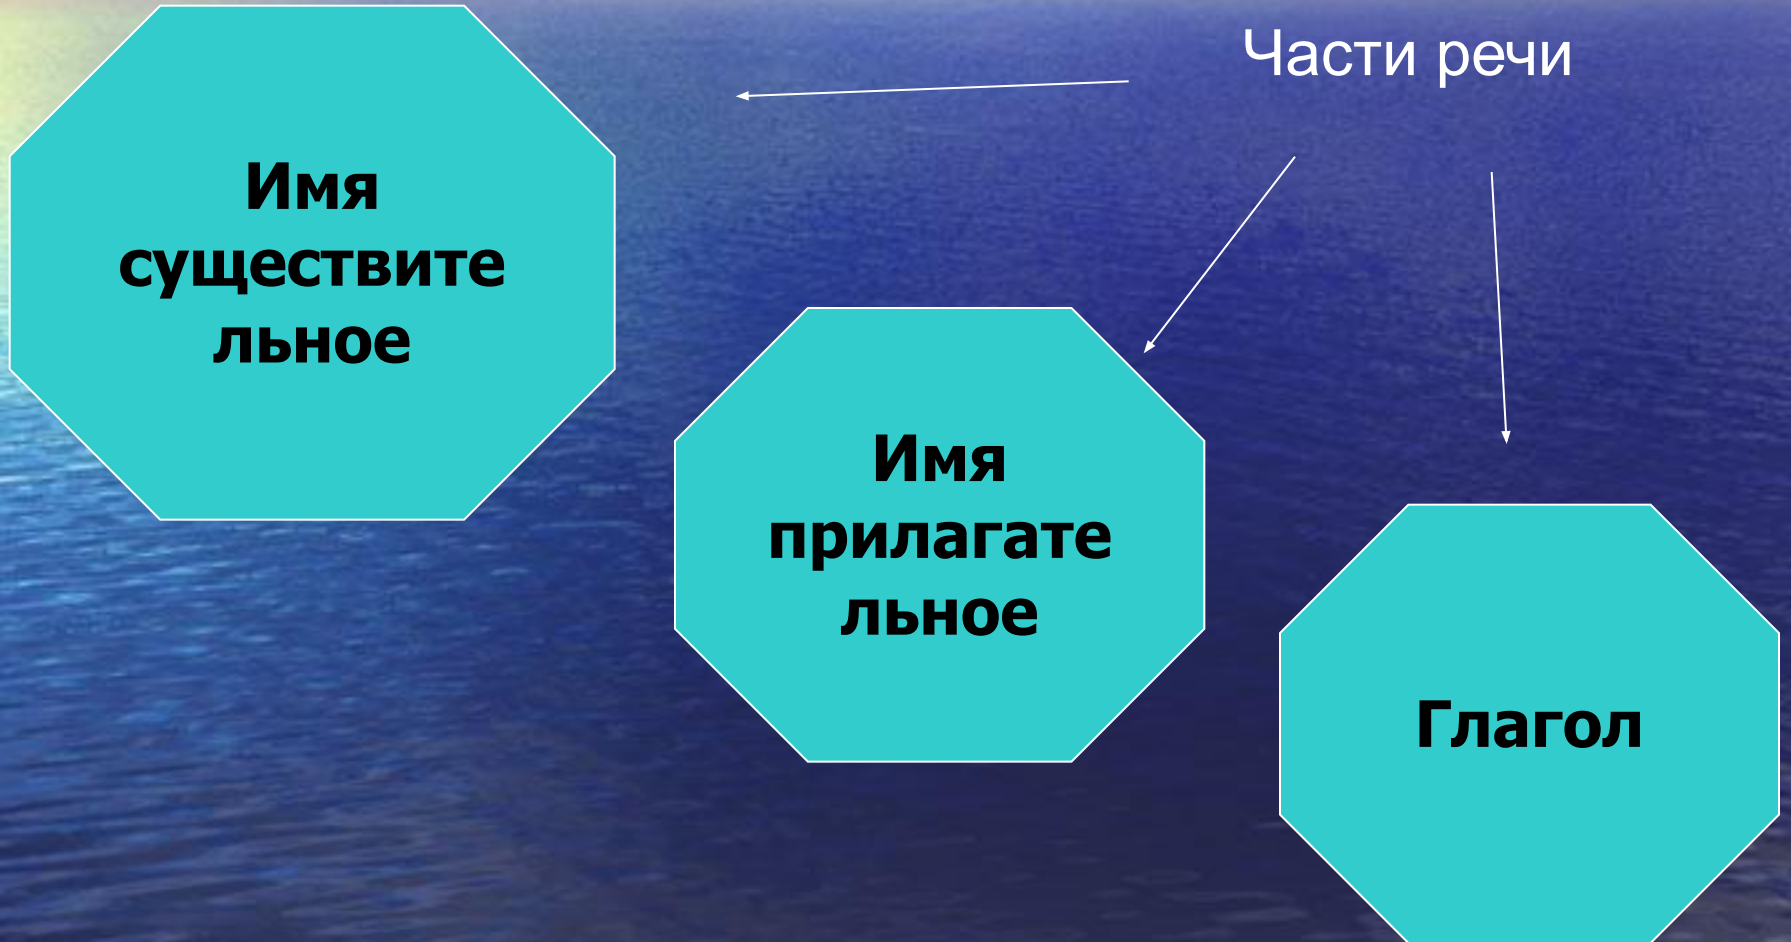 Части речи
Имя
существите
льное
Имя
прилагате
льное
Глагол